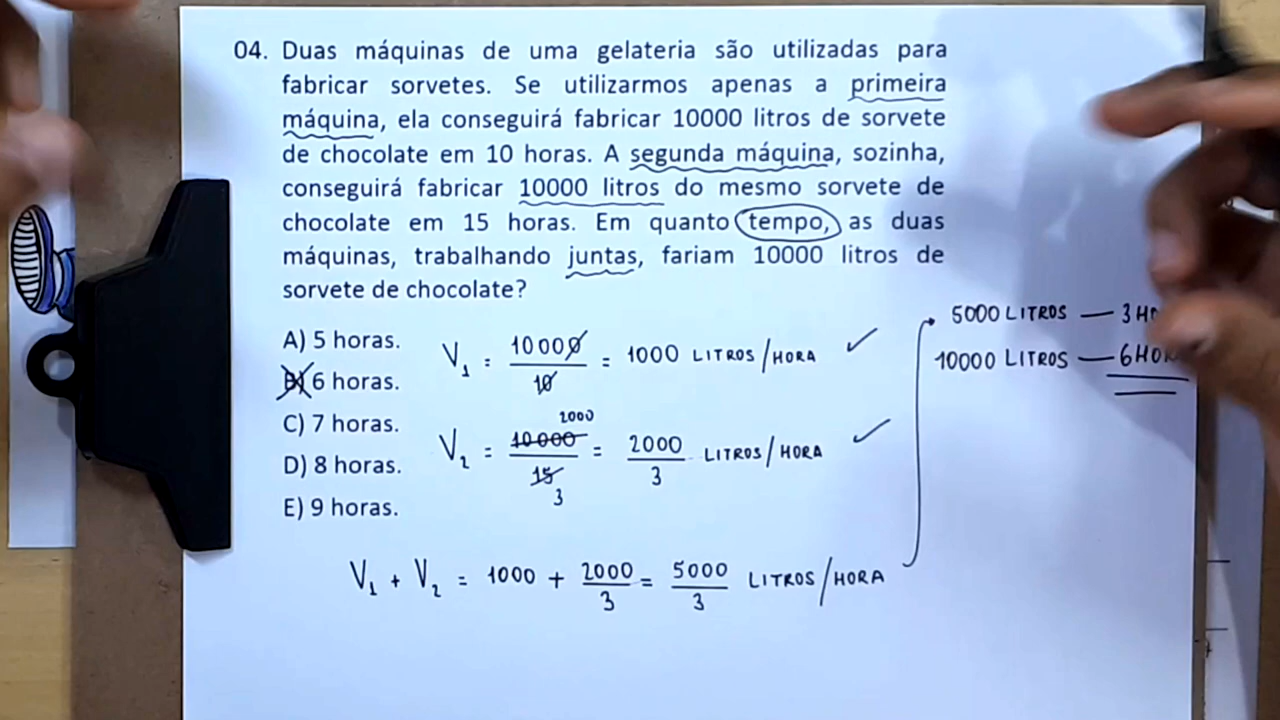 04. Duas máquinas de uma gelateria são utilizadas para
fabricar sorvetes. Se utilizarmos apenas a primeira
máquina, ela conseguirá fabricar 10000 litros de sorvete
de chocolate em 10 horas. A segunda máquina, sozinha,
conseguirá fabricar 10000 litros do mesmo sorvete de
chocolate em 15 horas. Em quanto tempo, as duas
máquinas, trabalhando juntas, fariam 10000 litros de
sorvete de chocolate?
A) 5 horas.
B) 6 horas.
C) 7 horas.
D) 8 horas.
E) 9 horas.
V1 = 10000/10 = 1000 LITROS/HORA
V2 = 10000/15 = 2000/3 LITROS/HORA
2000
3
V1 + V2 = 1000 + 2000/3 = 5000/3 LITROS/HORA
5000 LITROS — 3
10000 LITROS — 6